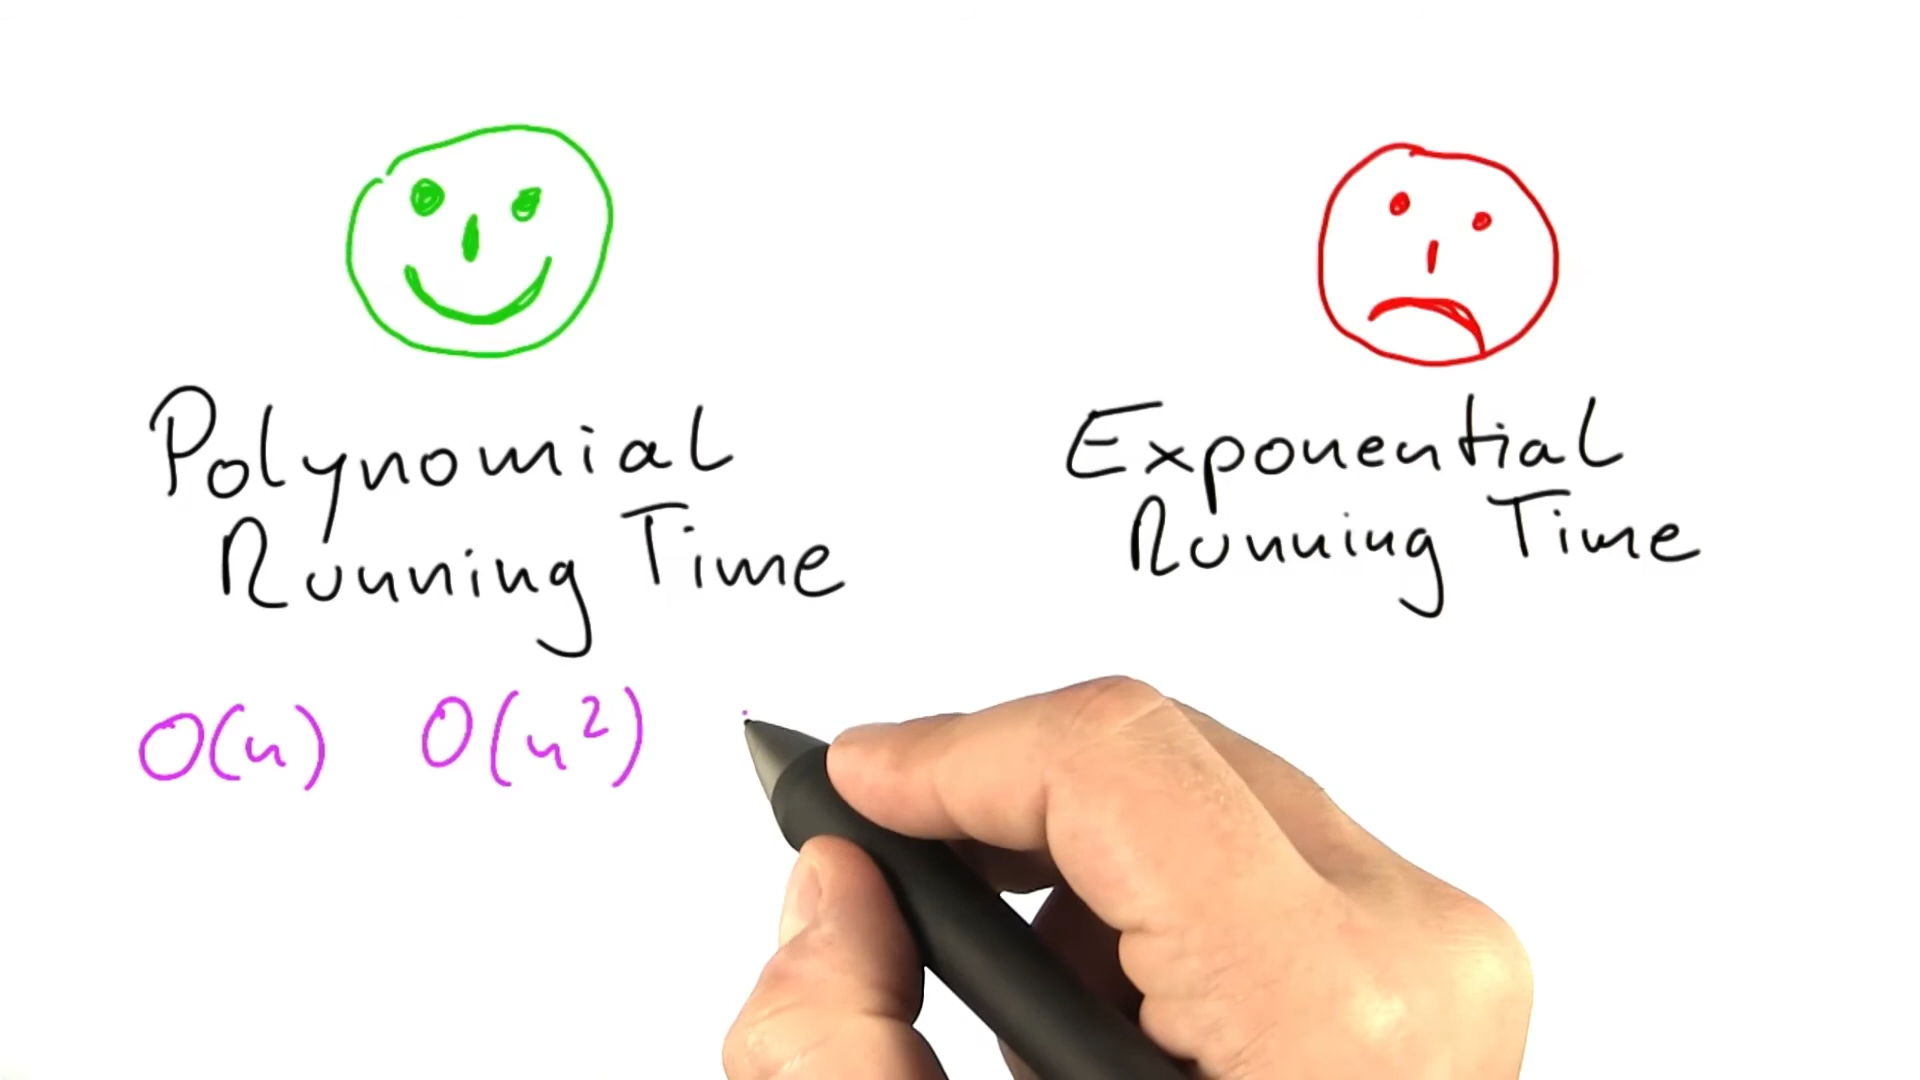 Polynomial
Running Time
Exponential
Running Time
O(n) O(n²)